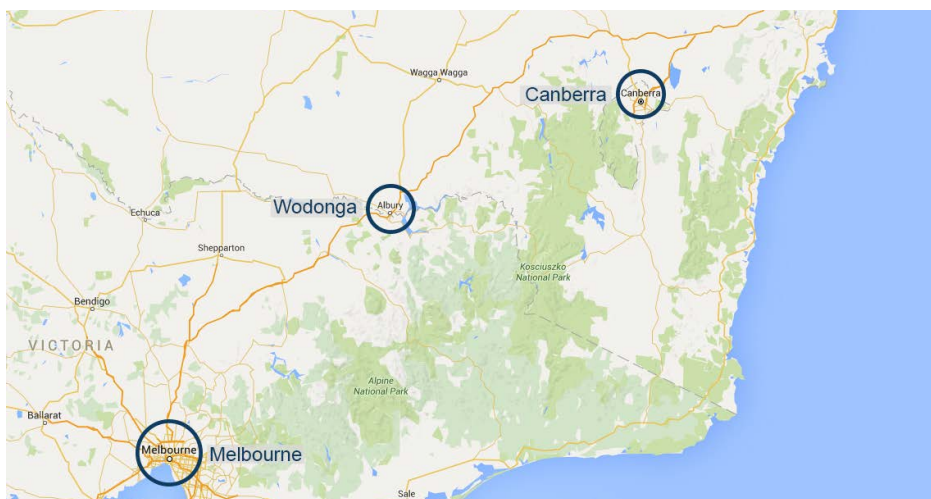 Wagga Wagga
Canberra
Canberra
Wodonga
Albury
Echuca
Shepparton
Kosciuszko
National Park
Bendigo
VICTORIA
Alpine
National Park
Ballarat
Melbourne
Melbourne
Sale